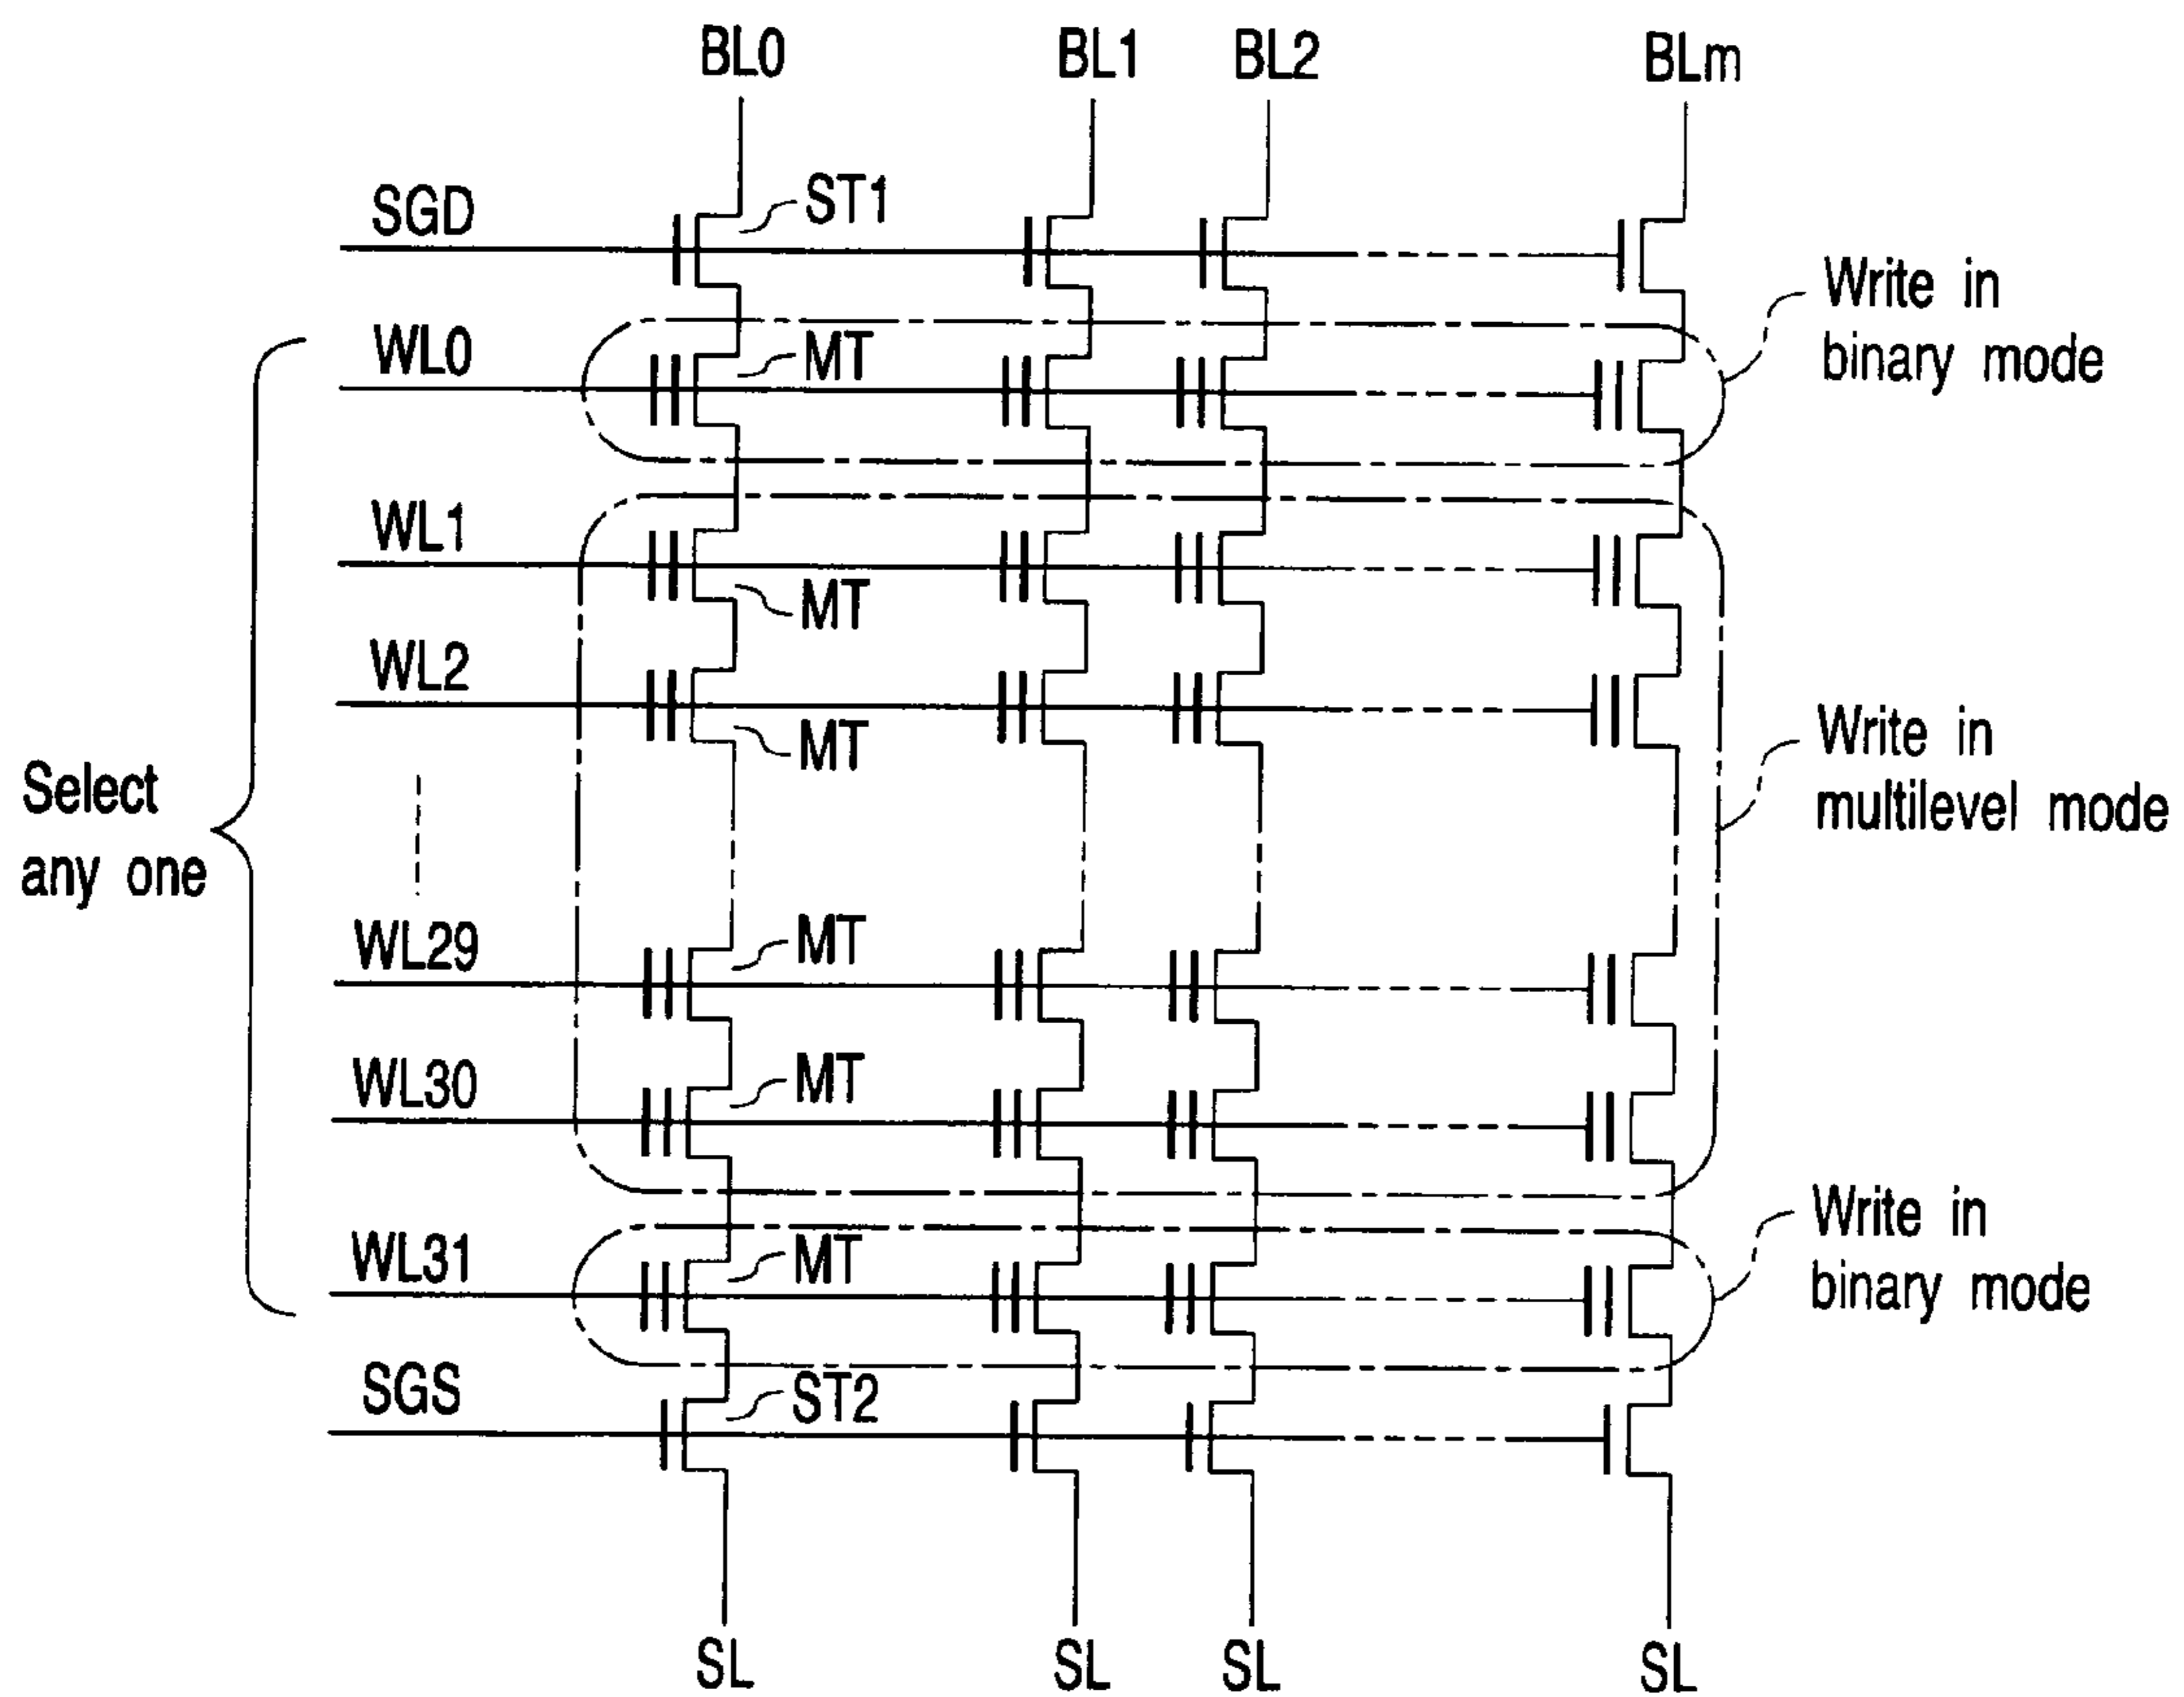 BL0 BL1 BL2 BLm
SGD ST1
WL0 MT
Write in
binary mode
WL1 MT
WL2 MT
Write in
multilevel mode
Select
any one
WL29 MT
WL30 MT
WL31 MT
Write in
binary mode
SGS ST2
SL SL SL SL